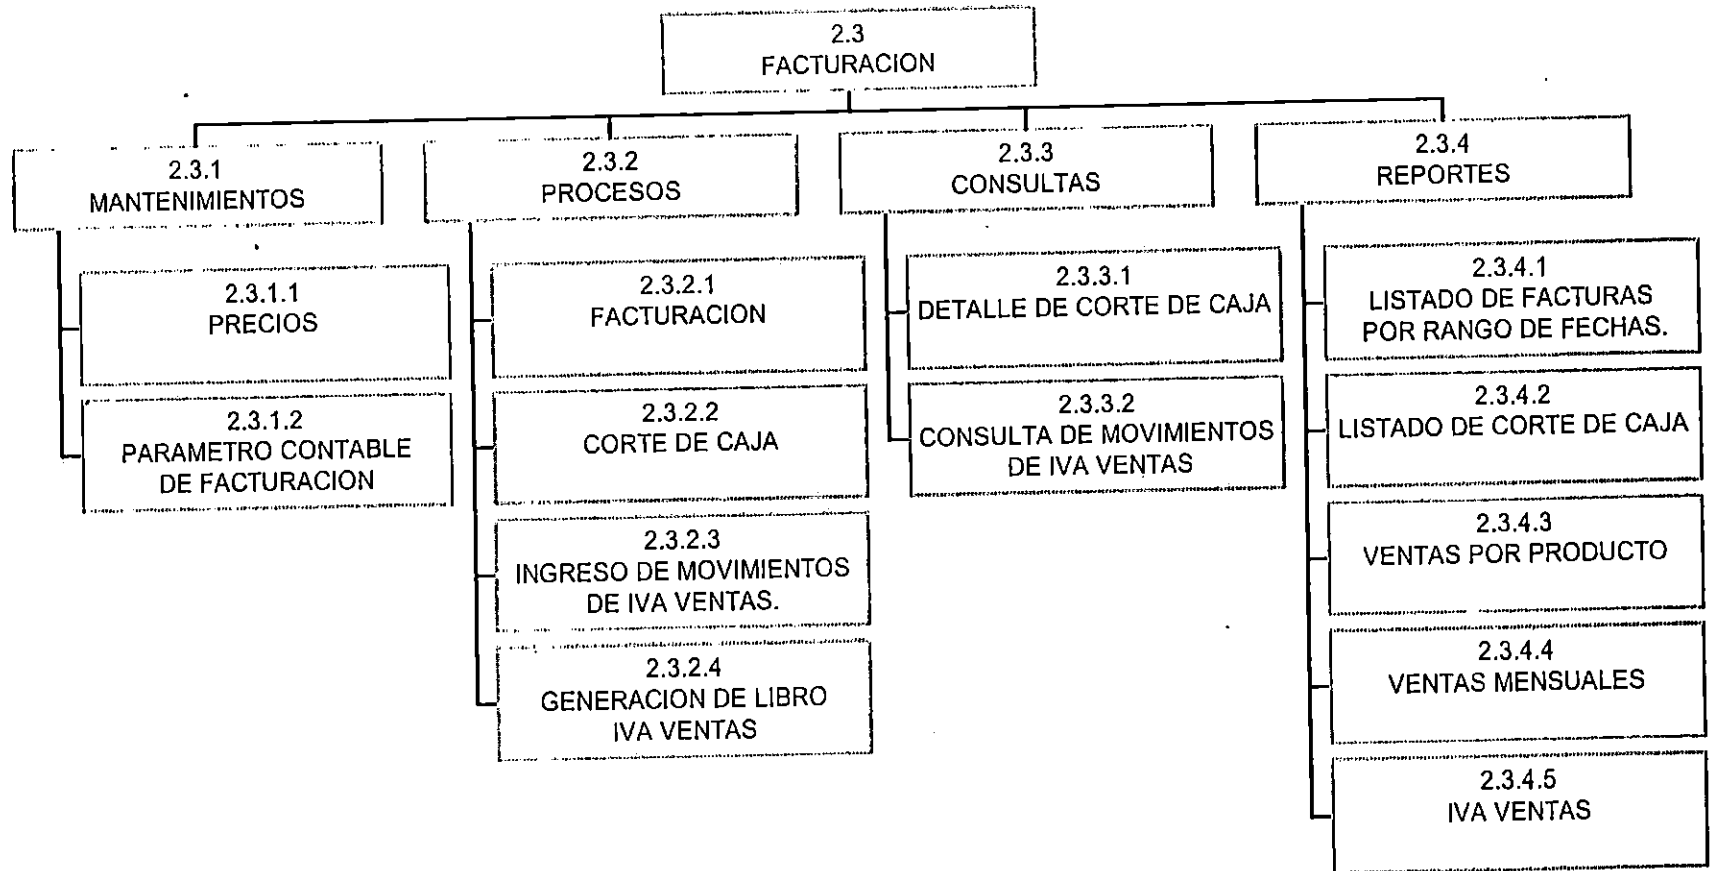 2.3
FACTURACION
2.3.1
MANTENIMIENTOS
2.3.1.1
PRECIOS
2.3.1.2
PARAMETRO CONTABLE
DE FACTURACION
2.3.2
PROCESOS
2.3.2.1
FACTURACION
2.3.2.2
CORTE DE CAJA
2.3.2.3
INGRESO DE MOVIMIENTOS
DE IVA VENTAS.
2.3.2.4
GENERACION DE LIBRO
IVA VENTAS
2.3.3
CONSULTAS
2.3.3.1
DETALLE DE CORTE DE CAJA
2.3.3.2
CONSULTA DE MOVIMIENTOS
DE IVA VENTAS
2.3.4
REPORTES
2.3.4.1
LISTADO DE FACTURAS
POR RANGO DE FECHAS.
2.3.4.2
LISTADO DE CORTE DE CAJA
2.3.4.3
VENTAS POR PRODUCTO
2.3.4.4
VENTAS MENSUALES
2.3.4.5
IVA VENTAS